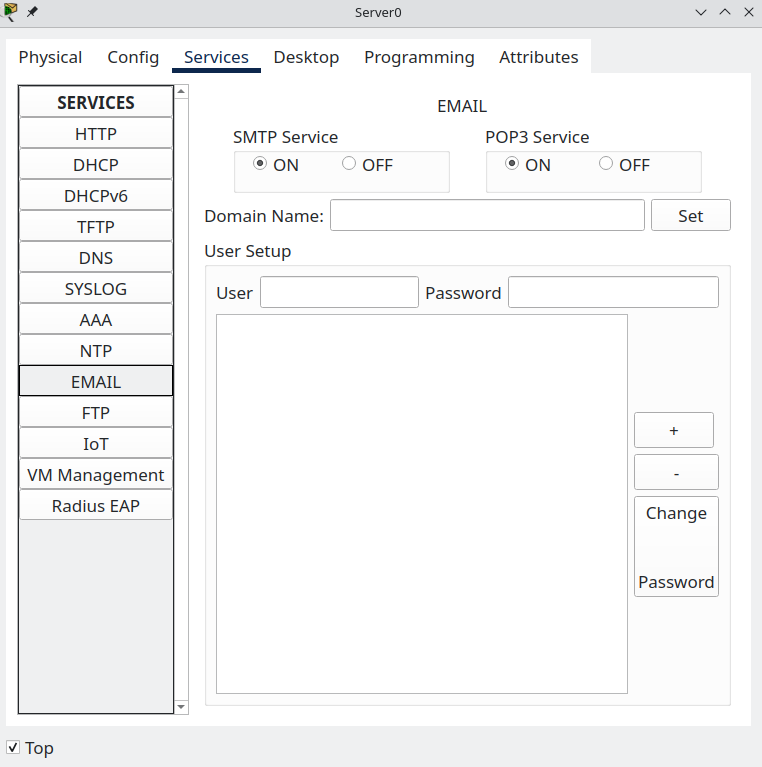 Server0
Physical Config Services Desktop Programming Attributes
SERVICES
HTTP
DHCP
DHCPv6
TFTP
DNS
SYSLOG
AAA
NTP
EMAIL
FTP
IoT
VM Management
Radius EAP
EMAIL
SMTP Service POP3 Service
ON OFF ON OFF
Domain Name: Set
User Setup
User Password
+
-
Change
Password
Top